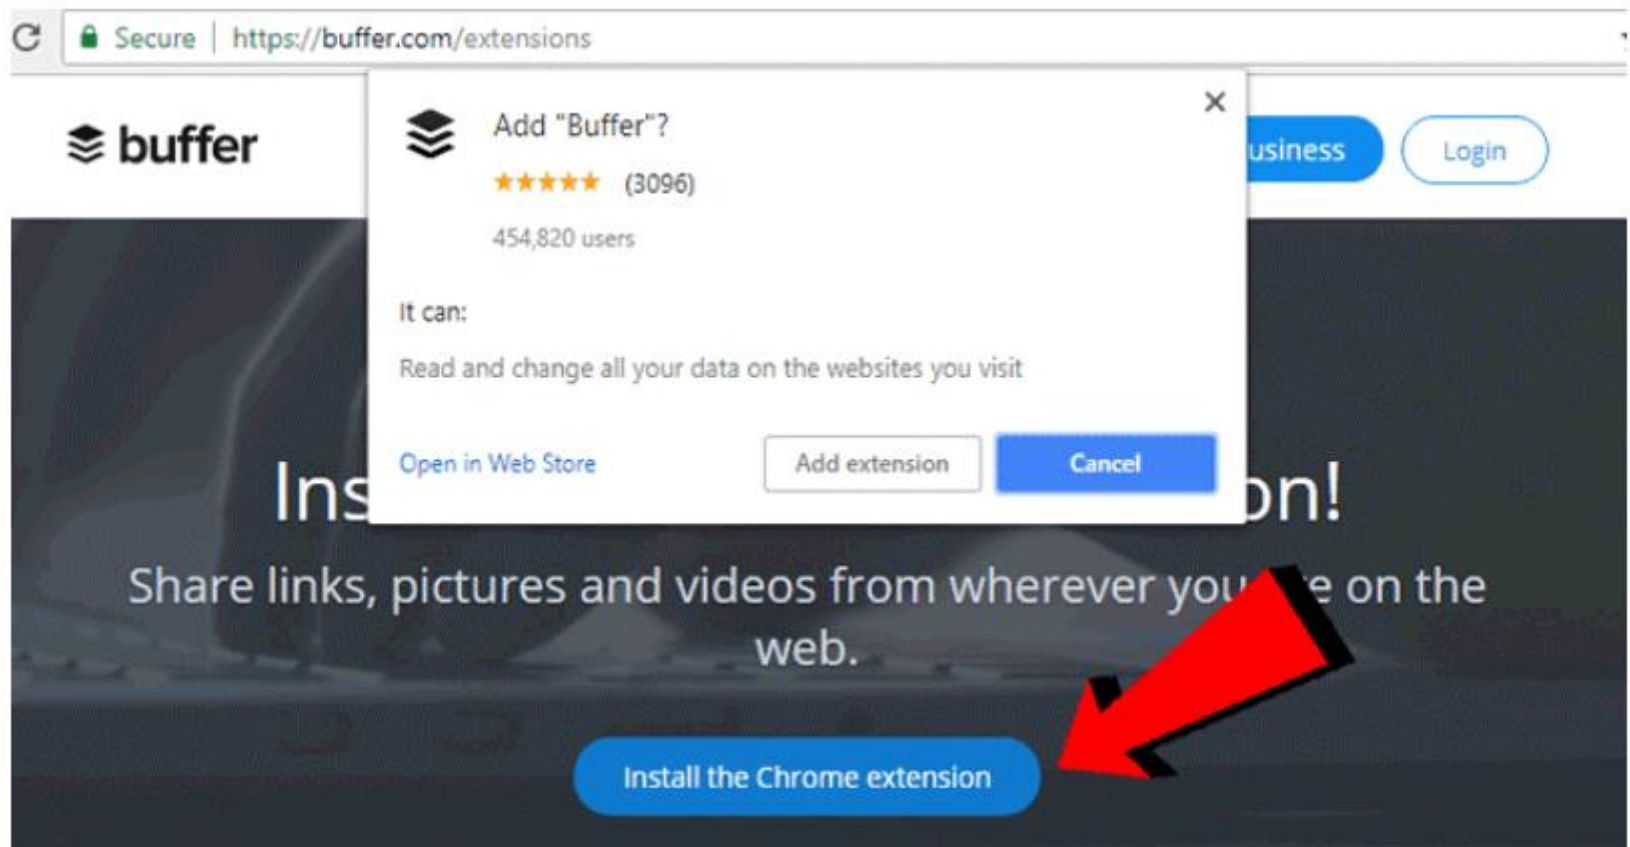 Secure | https://buffer.com/extensions
buffer
Add "Buffer"?
(3096)
454,820 users
It can:
Read and change all your data on the websites you visit
Open in Web Store
Add extension
Cancel
usiness
Login
Ins
on!
Share links, pictures and videos from wherever you on the
web.
Install the Chrome extension